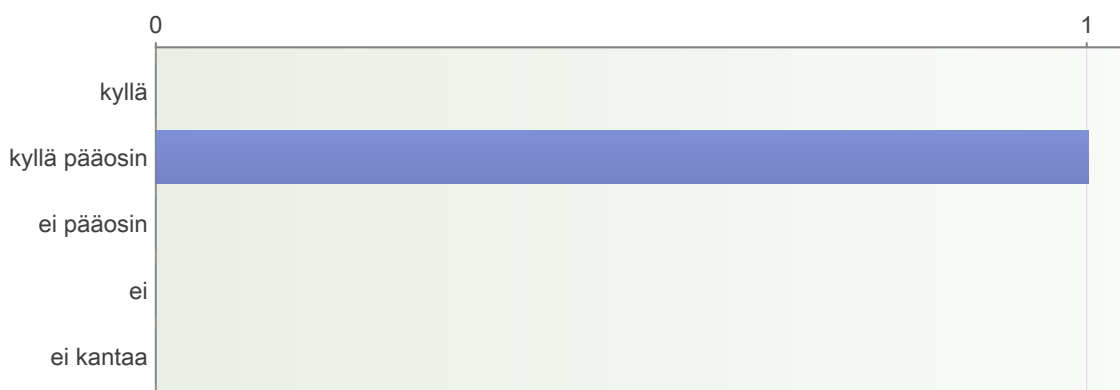 0 1
kyllä
kyllä pääosin
ei pääosin
ei
ei kantaa